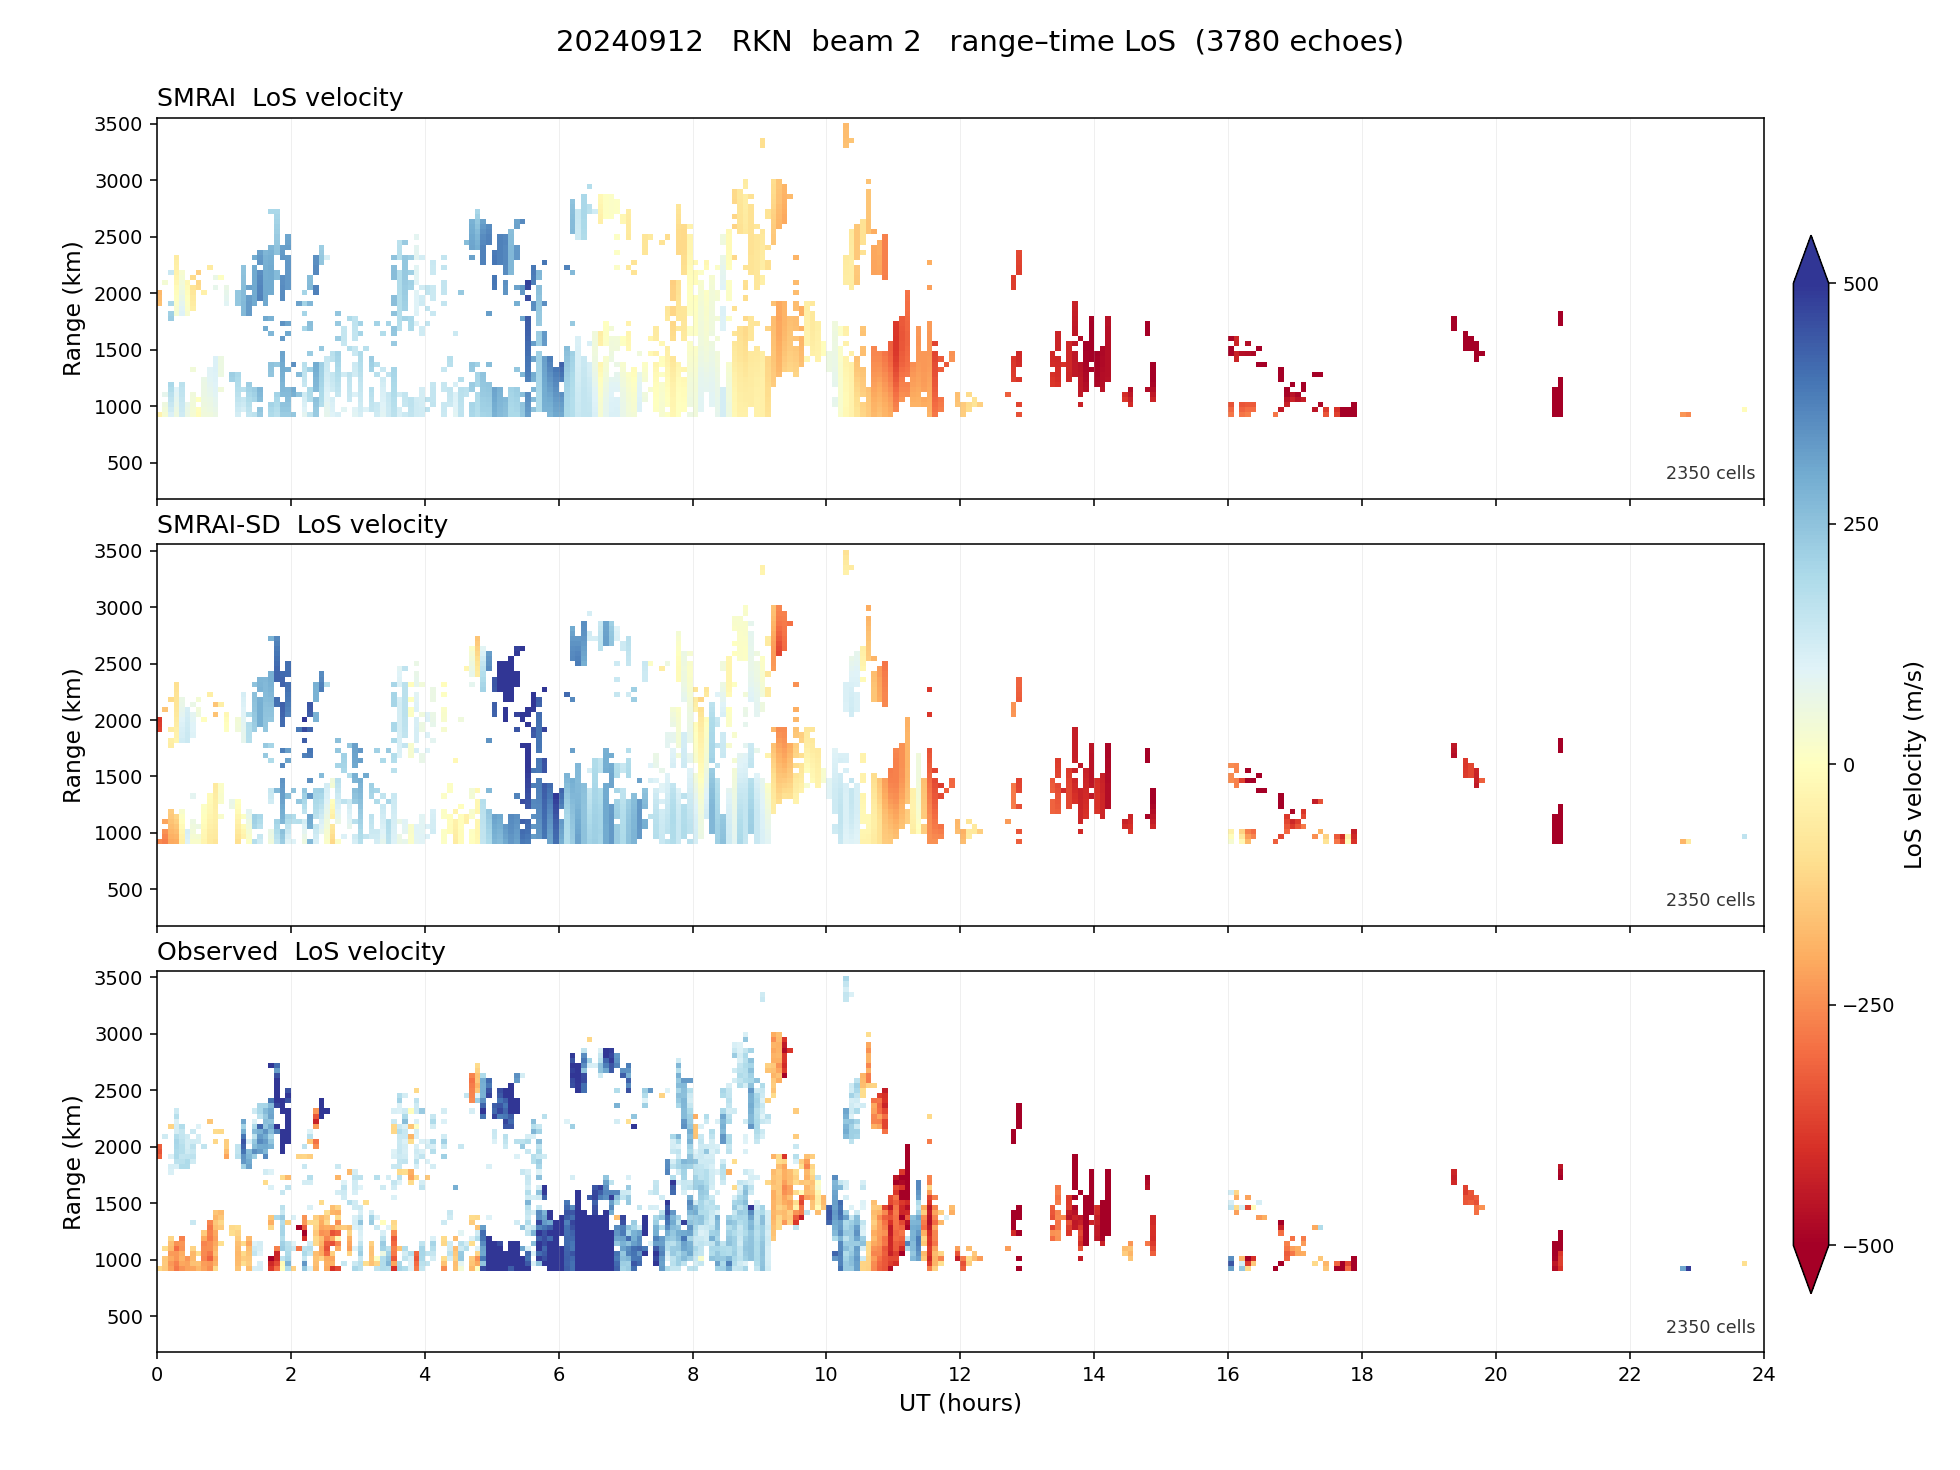 20240912   RKN  beam 2   range–time LoS  (3780 echoes)
SMRAI  LoS velocity
3500
3000
2500
2000
1500
1000
500
Range (km)
2350 cells
SMRAI-SD  LoS velocity
3500
3000
2500
2000
1500
1000
500
Range (km)
2350 cells
Observed  LoS velocity
3500
3000
2500
2000
1500
1000
500
Range (km)
2350 cells
0 2 4 6 8 10 12 14 16 18 20 22 24
UT (hours)
500
250
0
−250
−500
LoS velocity (m/s)